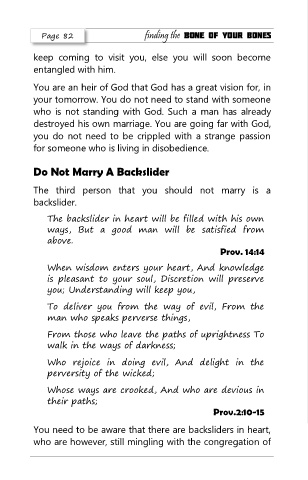 Page 82
finding the BONE OF YOUR BONES
keep coming to visit you, else you will soon become
entangled with him.
You are an heir of God that God has a great vision for, in
your tomorrow. You do not need to stand with someone
who is not standing with God. Such a man has already
destroyed his own marriage. You are going far with God,
you do not need to be crippled with a strange passion
for someone who is living in disobedience.
Do Not Marry A Backslider
The third person that you should not marry is a
backslider.
The backslider in heart will be filled with his own
ways, But a good man will be satisfied from
above.
Prov. 14:14
When wisdom enters your heart, And knowledge
is pleasant to your soul, Discretion will preserve
you; Understanding will keep you,
To deliver you from the way of evil, From the
man who speaks perverse things,
From those who leave the paths of uprightness To
walk in the ways of darkness;
Who rejoice in doing evil, And delight in the
perversity of the wicked;
Whose ways are crooked, And who are devious in
their paths;
Prov.2:10-15
You need to be aware that there are backsliders in heart,
who are however, still mingling with the congregation of